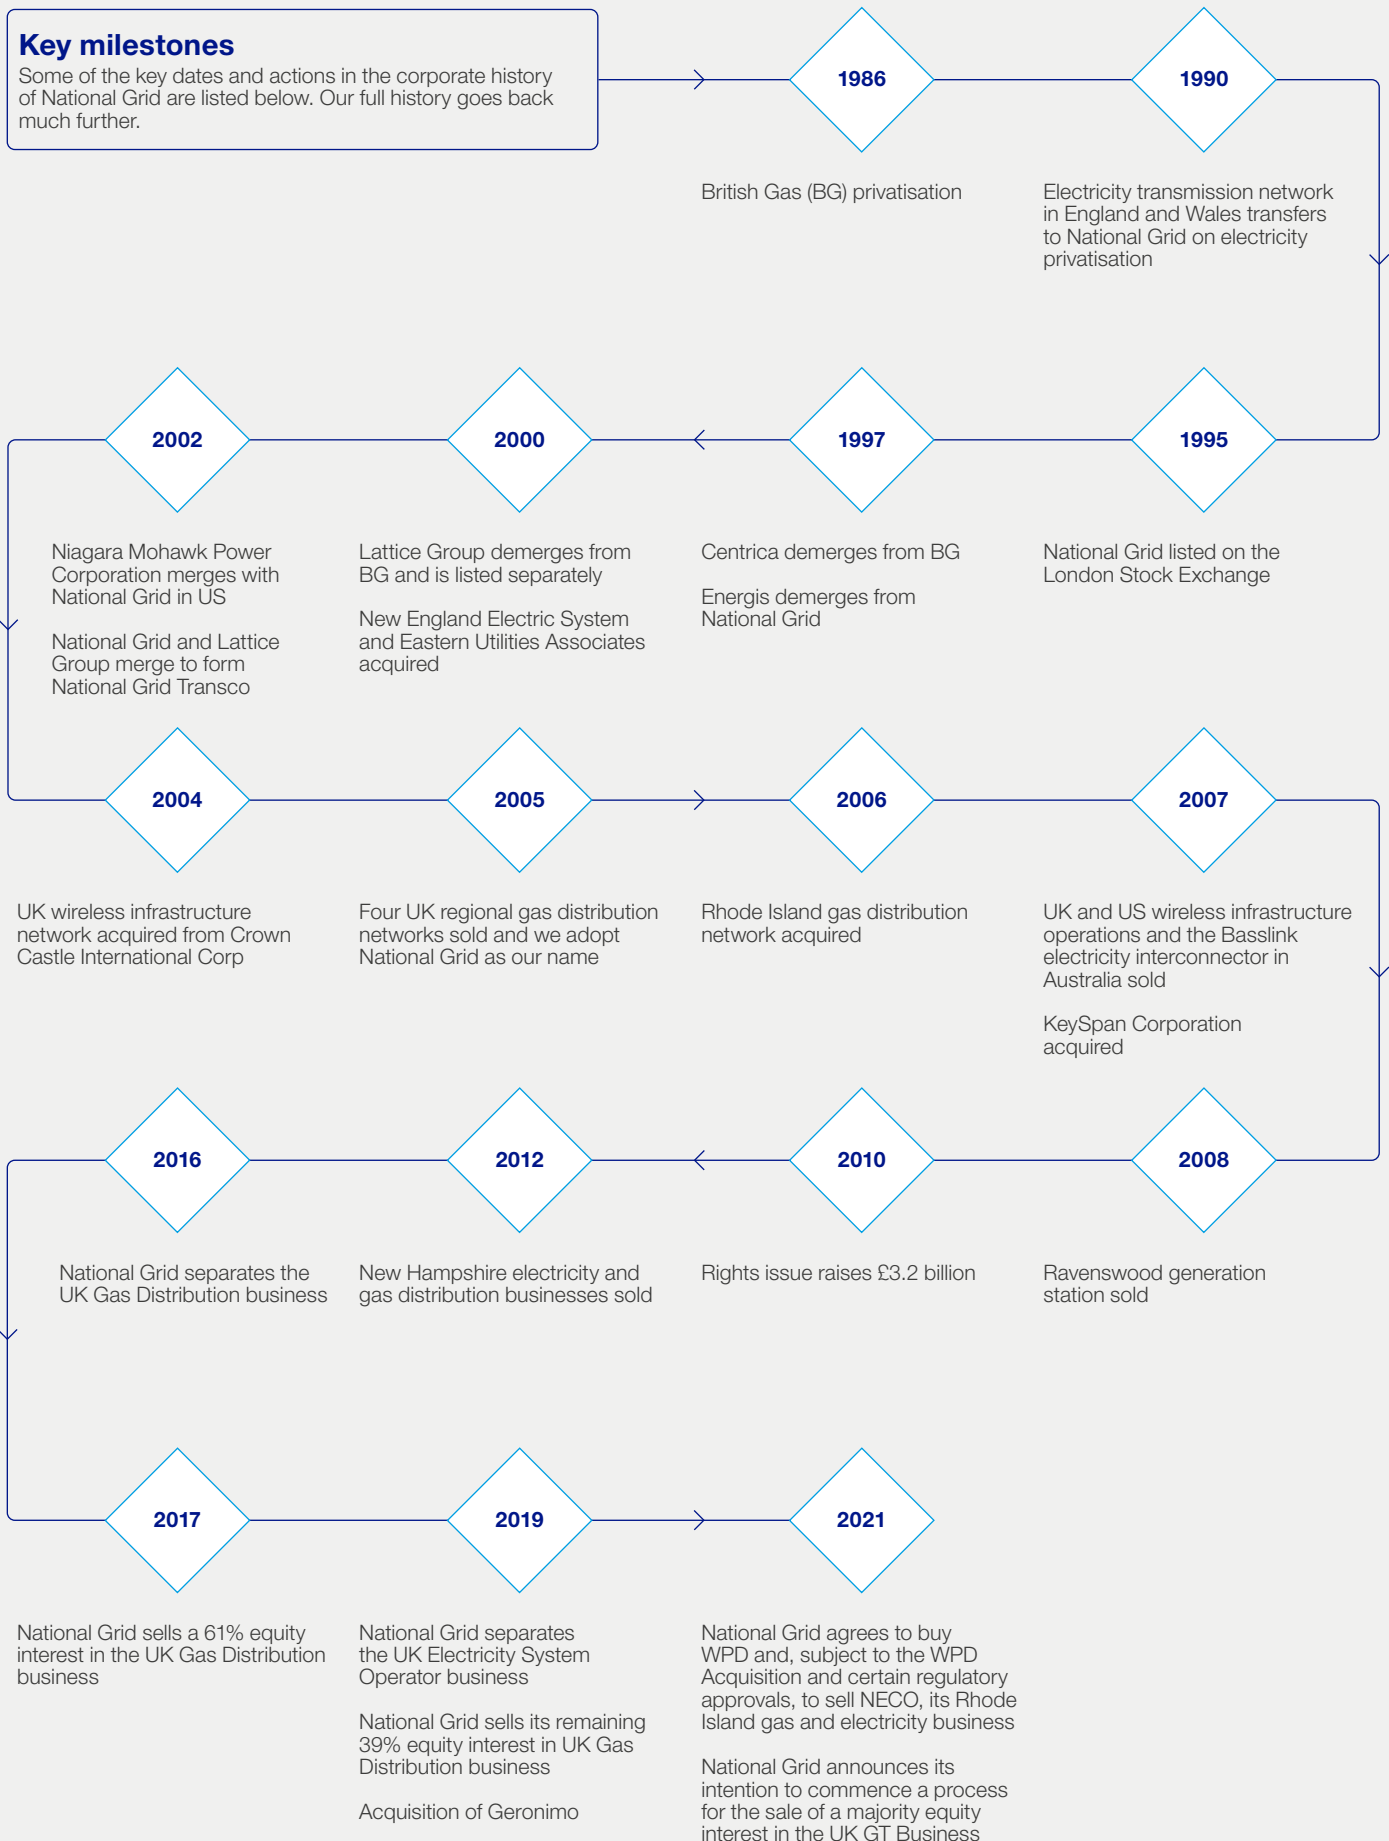 Key milestones
Some of the key dates and actions in the corporate history
of National Grid are listed below. Our full history goes back
much further.
1986
British Gas (BG) privatisation
1990
Electricity transmission network
in England and Wales transfers
to National Grid on electricity
privatisation
1995
National Grid listed on the
London Stock Exchange
1997
Centrica demerges from BG
Energis demerges from
National Grid
2000
Lattice Group demerges from
BG and is listed separately
New England Electric System
and Eastern Utilities Associates
acquired
2002
Niagara Mohawk Power
Corporation merges with
National Grid in US
National Grid and Lattice
Group merge to form
National Grid Transco
2004
UK wireless infrastructure
network acquired from Crown
Castle International Corp
2005
Four UK regional gas distribution
networks sold and we adopt
National Grid as our name
2006
Rhode Island gas distribution
network acquired
2007
UK and US wireless infrastructure
operations and the Basslink
electricity interconnector in
Australia sold
KeySpan Corporation
acquired
2008
Ravenswood generation
station sold
2010
Rights issue raises £3.2 billion
2012
New Hampshire electricity and
gas distribution businesses sold
2016
National Grid separates the
UK Gas Distribution business
2017
National Grid sells a 61% equity
interest in the UK Gas Distribution
business
2019
National Grid separates
the UK Electricity System
Operator business
National Grid sells its remaining
39% equity interest in UK Gas
Distribution business
Acquisition of Geronimo
2021
National Grid agrees to buy
WPD and, subject to the WPD
Acquisition and certain regulatory
approvals, to sell NECO, its Rhode
Island gas and electricity business
National Grid announces its
intention to commence a process
for the sale of a majority equity
interest in the UK GT Business